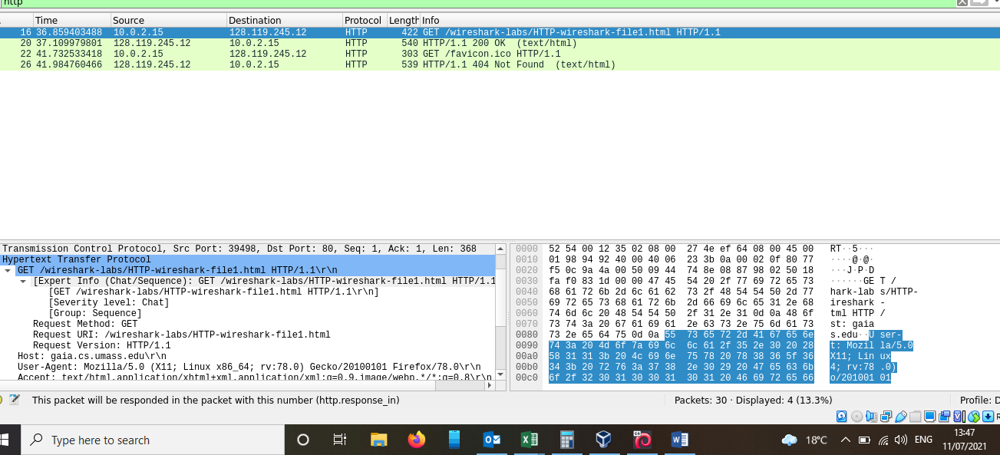 http
Time Source Destination Protocol Length Info
16 36.859403488 10.0.2.15 128.119.245.12 HTTP 422 GET /wireshark-labs/HTTP-wireshark-file1.html HTTP/1.1
20 37.109979801 128.119.245.12 10.0.2.15 HTTP 540 HTTP/1.1 200 OK (text/html)
22 41.732533418 10.0.2.15 128.119.245.12 HTTP 303 GET /favicon.ico HTTP/1.1
26 41.984760466 128.119.245.12 10.0.2.15 HTTP 539 HTTP/1.1 404 Not Found (text/html)
Transmission Control Protocol, Src Port: 39498, Dst Port: 80, Seq: 1, Ack: 1, Len: 368
Hypertext Transfer Protocol
GET /wireshark-labs/HTTP-wireshark-file1.html HTTP/1.1\r\n
[Expert Info (Chat/Sequence): GET /wireshark-labs/HTTP-wireshark-file1.html HTTP/1.1
[GET /wireshark-labs/HTTP-wireshark-file1.html HTTP/1.1\r\n]
[Severity level: Chat]
[Group: Sequence]
Request Method: GET
Request URI: /wireshark-labs/HTTP-wireshark-file1.html
Request Version: HTTP/1.1
Host: gaia.cs.umass.edu\r\n
User-Agent: Mozilla/5.0 (X11; Linux x86_64; rv:78.0) Gecko/20100101 Firefox/78.0\r\n
Accept: text/html,application/xhtml+xml,application/xml;q=0.9,image/webp,*/*;q=0.8\r\n
0000 52 54 00 12 35 02 08 00 27 4e ef 64 08 00 45 00 RT··5···
0010 01 98 94 92 40 00 40 06 23 3b 0a 00 02 0f 80 77 ····@·@·
0020 f5 0c 9a 4a 00 50 09 44 74 8e 08 87 98 02 50 18 ···J·P·D
0030 fa f0 83 1d 00 00 47 45 54 20 2f 77 69 72 65 73 ······GE T /
0040 68 61 72 6b 2d 6c 61 62 73 2f 48 54 54 50 2d 77 hark-lab s/HTTP-
0050 69 72 65 73 68 61 72 6b 2d 66 69 6c 65 31 2e 68 ireshark -
0060 74 6d 6c 20 48 54 54 50 2f 31 2e 31 0d 0a 48 6f tml HTTP /
0070 73 74 3a 20 67 61 69 61 2e 63 73 2e 75 6d 61 73 st: gaia
0080 73 2e 65 64 75 0d 0a 55 73 65 72 2d 41 67 65 6e s.edu··U ser-
0090 74 3a 20 4d 6f 7a 69 6c 6c 61 2f 35 2e 30 20 28 t: Mozil la/5.0
00a0 58 31 31 3b 20 4c 69 6e 75 78 20 78 38 36 5f 36 X11; Lin ux
00b0 34 3b 20 72 76 3a 37 38 2e 30 29 20 47 65 63 6b 4; rv:78 .0)
00c0 6f 2f 32 30 31 30 30 31 30 31 20 46 69 72 65 66 o/201001 01
This packet will be responded in the packet with this number (http.response_in) Packets: 30 · Displayed: 4 (13.3%) Profile: D
Type here to search 18°C ENG 13:47
11/07/2021